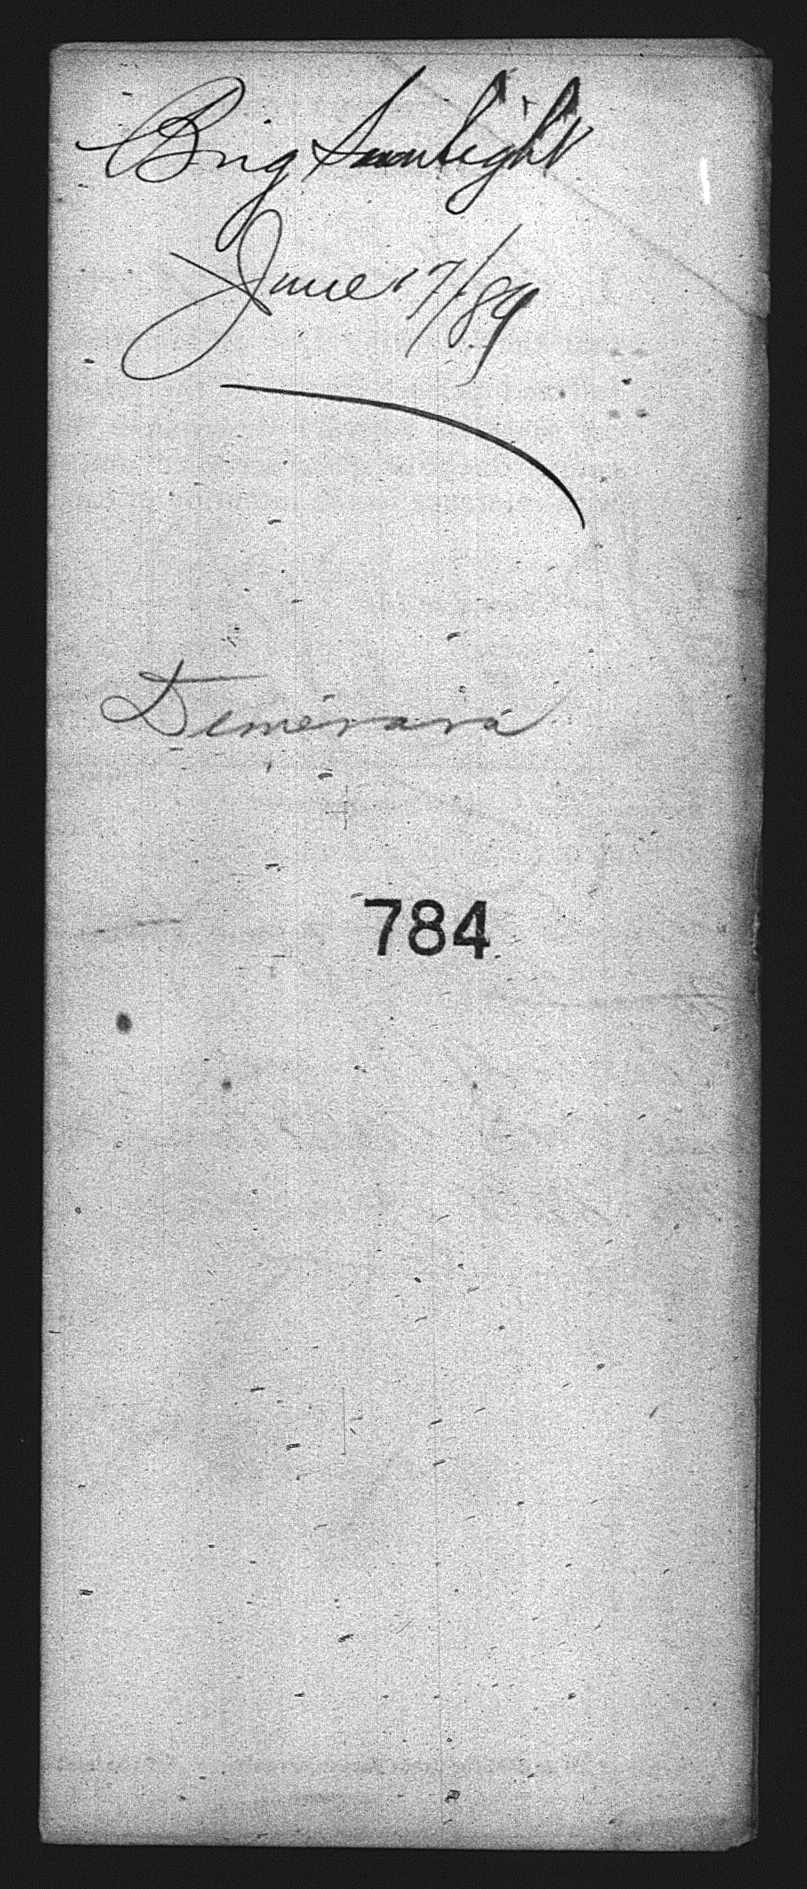 Brig Sunlight
June 17/89
Demerara
784